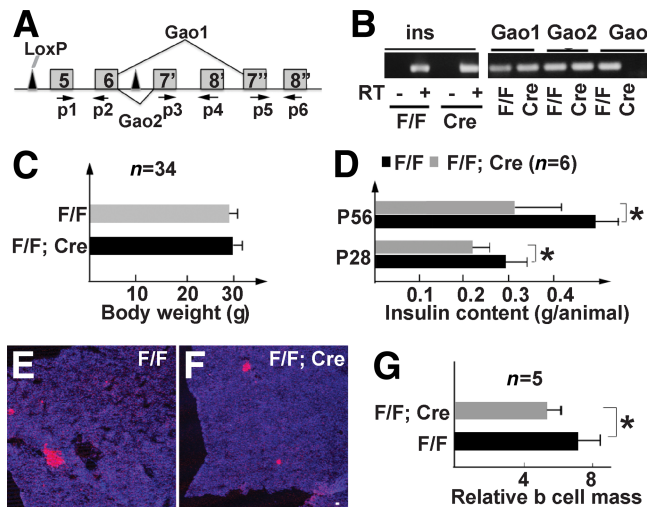 A
LoxP
Gao1
5 6 7' 8' 7" 8"
p1 p2 p3 p4 p5 p6
Gao2
B
ins Gao1 Gao2 Gao
RT - + - +
F/F Cre
F/F Cre F/F Cre F/F Cre
C
n=34
F/F
F/F; Cre
10 20 30
Body weight (g)
D
F/F F/F; Cre (n=6)
P56 *
P28 *
0.1 0.2 0.3 0.4
Insulin content (g/animal)
E F/F
F F/F; Cre
G
n=5
F/F; Cre
F/F
*
4 8
Relative b cell mass